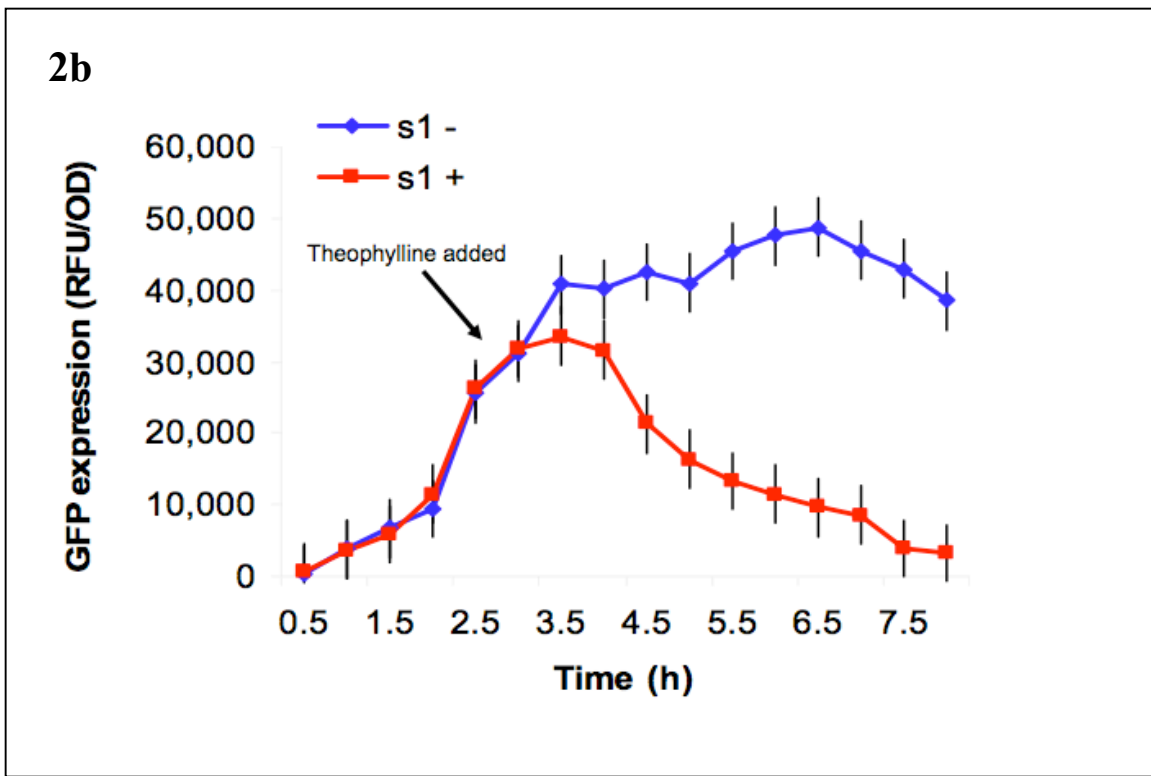 2b
s1 -
s1 +
60,000
50,000
40,000
30,000
20,000
10,000
0
GFP expression (RFU/OD)
Theophylline added
0.5 1.5 2.5 3.5 4.5 5.5 6.5 7.5
Time (h)